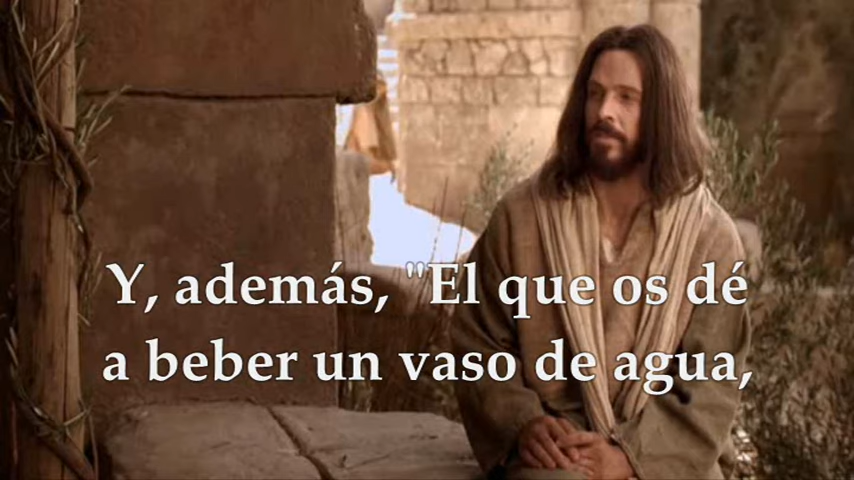 Y, además, "El que os dé
a beber un vaso de agua,